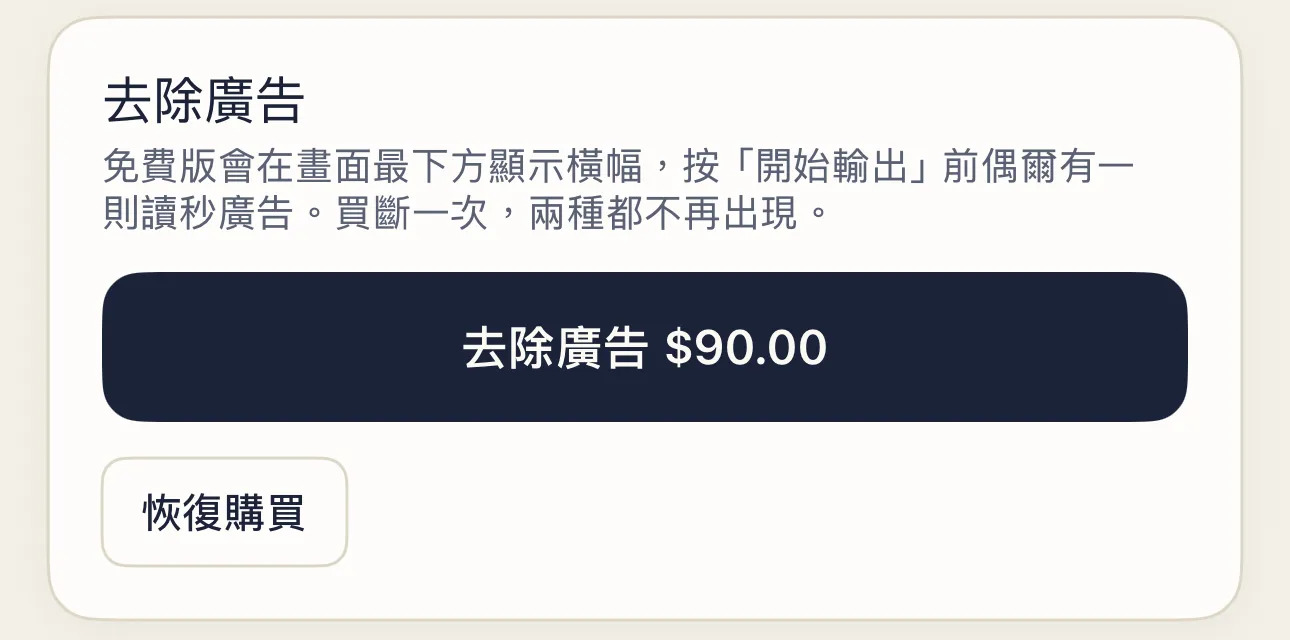 去除廣告
免費版會在畫面最下方顯示橫幅，按「開始輸出」前偶爾有一
則讀秒廣告。買斷一次，兩種都不再出現。
去除廣告 $90.00
恢復購買